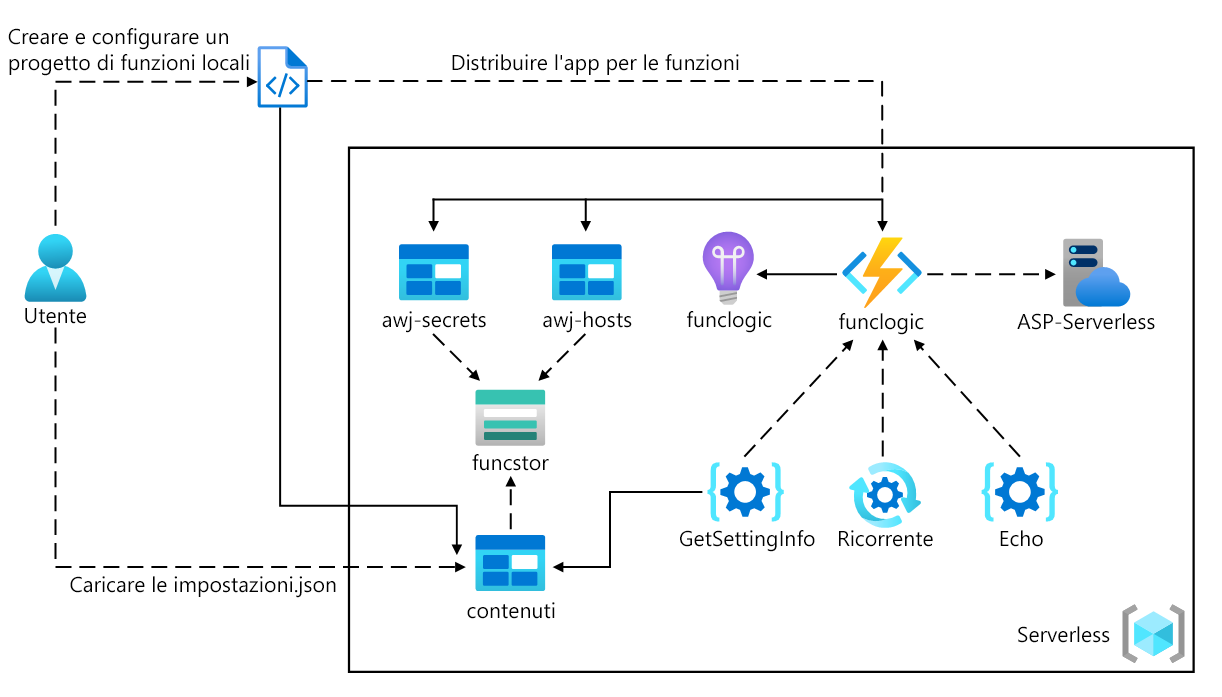 Creare e configurare un
progetto di funzioni locali
Distribuire l'app per le funzioni
Utente
awj-secrets
awj-hosts
funclogic
funclogic
ASP-Serverless
funcstor
GetSettingInfo
Ricorrente
Echo
Caricare le impostazioni.json
contenuti
Serverless